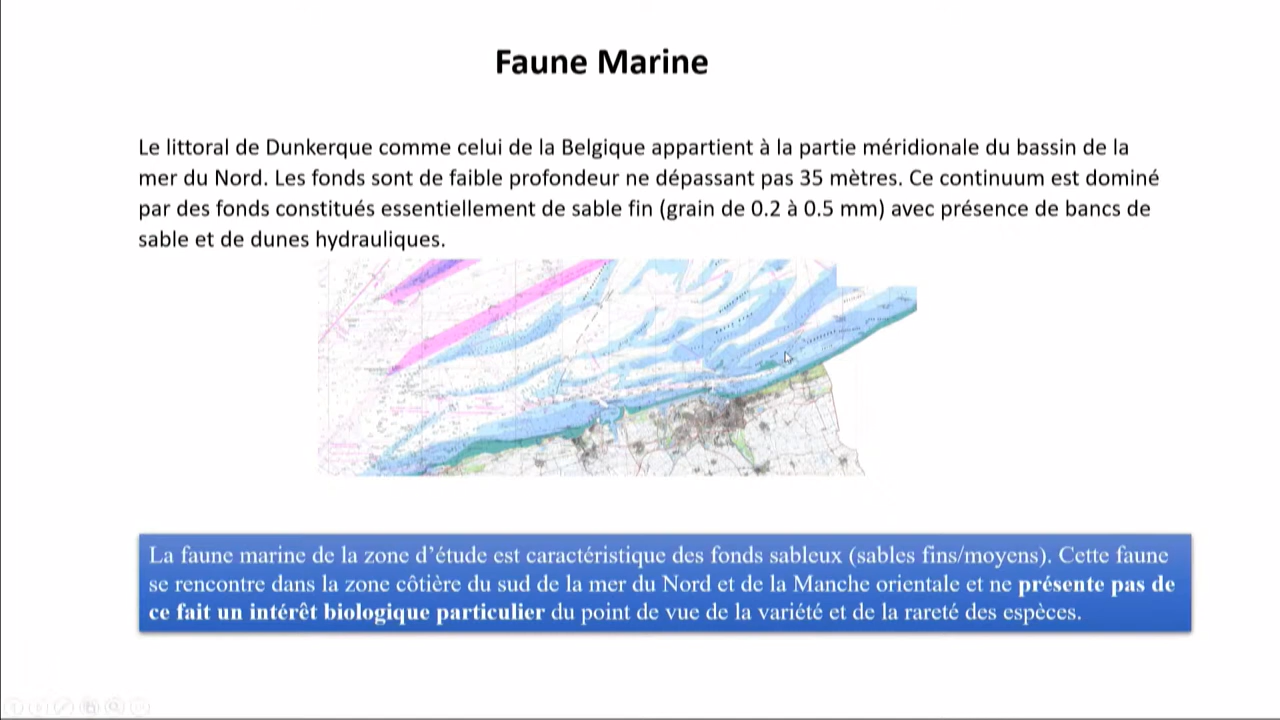 Faune Marine
Le littoral de Dunkerque comme celui de la Belgique appartient à la partie méridionale du bassin de la
mer du Nord. Les fonds sont de faible profondeur ne dépassant pas 35 mètres. Ce continuum est dominé
par des fonds constitués essentiellement de sable fin (grain de 0.2 à 0.5 mm) avec présence de bancs de
sable et de dunes hydrauliques.
La faune marine de la zone d’étude est caractéristique des fonds sableux (sables fins/moyens). Cette faune
se rencontre dans la zone côtière du sud de la mer du Nord et de la Manche orientale et ne présente pas de
ce fait un intérêt biologique particulier du point de vue de la variété et de la rareté des espèces.